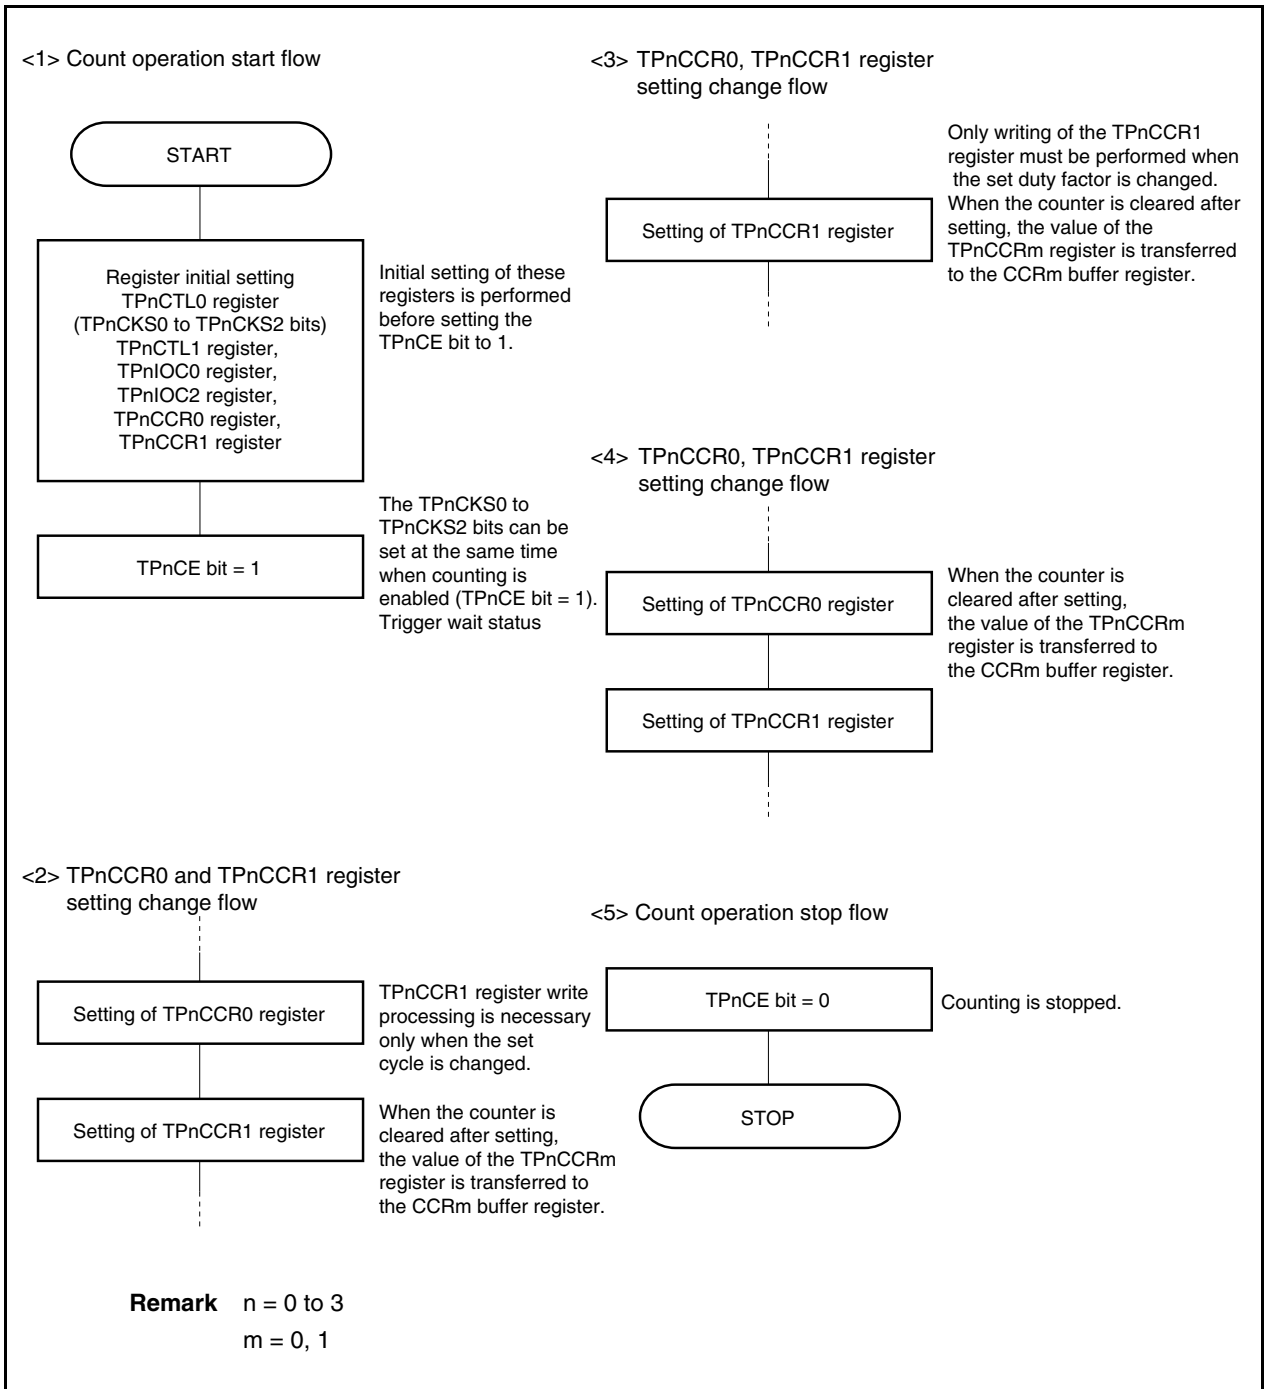 <1> Count operation start flow
START
Register initial setting
TPnCTL0 register
(TPnCKS0 to TPnCKS2 bits)
TPnCTL1 register,
TPnIOC0 register,
TPnIOC2 register,
TPnCCR0 register,
TPnCCR1 register
Initial setting of these
registers is performed
before setting the
TPnCE bit to 1.
TPnCE bit = 1
The TPnCKS0 to
TPnCKS2 bits can be
set at the same time
when counting is
enabled (TPnCE bit = 1).
Trigger wait status
<2> TPnCCR0 and TPnCCR1 register
setting change flow
Setting of TPnCCR0 register
TPnCCR1 register write
processing is necessary
only when the set
cycle is changed.
Setting of TPnCCR1 register
When the counter is
cleared after setting,
the value of the TPnCCRm
register is transferred to
the CCRm buffer register.
<3> TPnCCR0, TPnCCR1 register
setting change flow
Setting of TPnCCR1 register
Only writing of the TPnCCR1
register must be performed when
the set duty factor is changed.
When the counter is cleared after
setting, the value of the
TPnCCRm register is transferred
to the CCRm buffer register.
<4> TPnCCR0, TPnCCR1 register
setting change flow
Setting of TPnCCR0 register
When the counter is
cleared after setting,
the value of the TPnCCRm
register is transferred to
the CCRm buffer register.
Setting of TPnCCR1 register
<5> Count operation stop flow
TPnCE bit = 0
Counting is stopped.
STOP
Remark n = 0 to 3
m = 0, 1